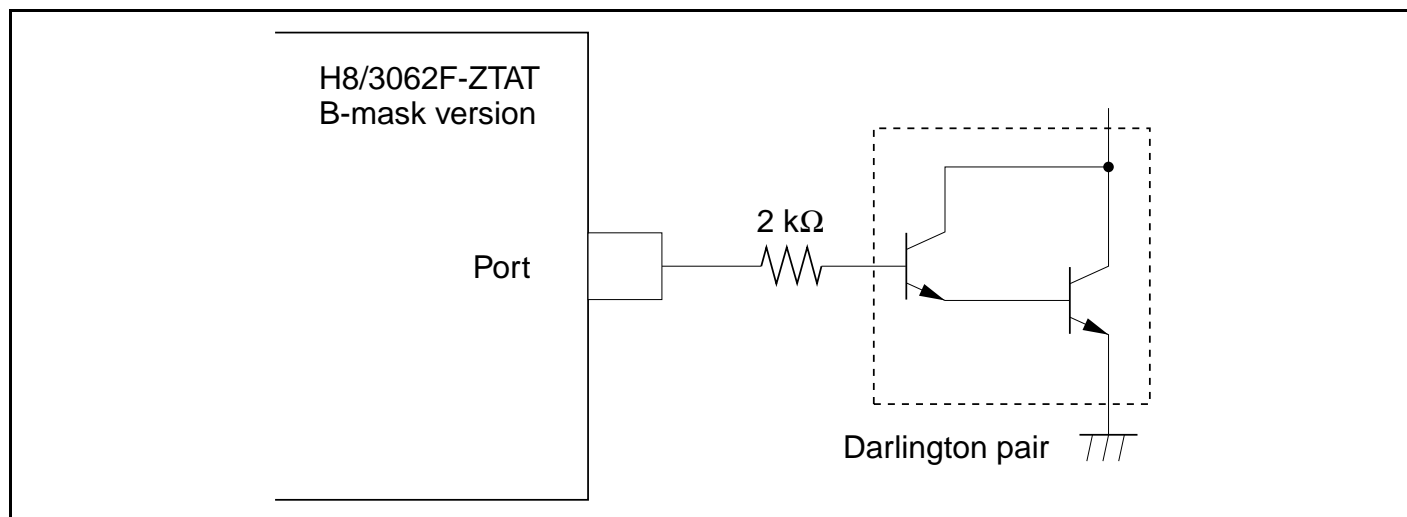 H8/3062F-ZTAT
B-mask version
2 kΩ
Port
Darlington pair